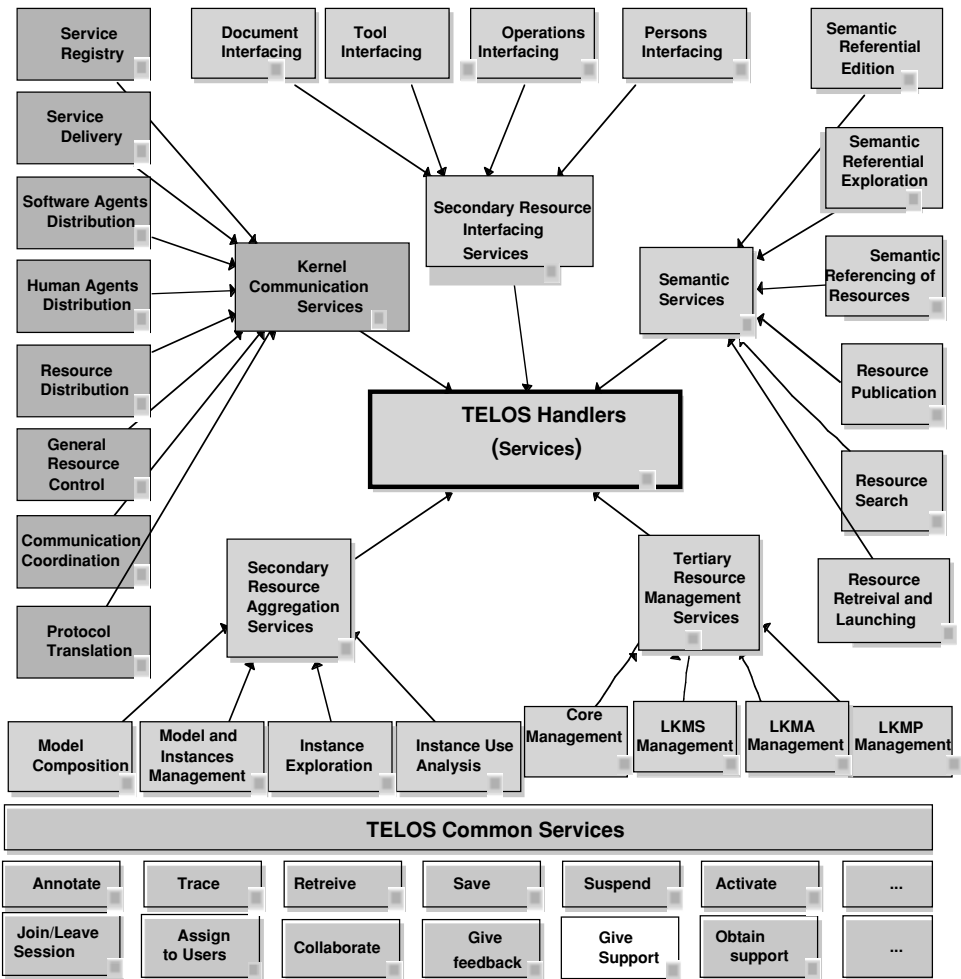 Service
Registry
Document
Interfacing
Tool
Interfacing
Operations
Interfacing
Persons
Interfacing
Semantic
Referential
Edition
Service
Delivery
Semantic
Referential
Exploration
Software Agents
Distribution
Secondary Resource
Interfacing
Services
Kernel
Communication
Services
Semantic
Services
Semantic
Referencing of
Resources
Human Agents
Distribution
Resource
Distribution
Resource
Publication
TELOS Handlers
(Services)
General
Resource
Control
Resource
Search
Communication
Coordination
Secondary
Resource
Aggregation
Services
Tertiary
Resource
Management
Services
Resource
Retreival and
Launching
Protocol
Translation
Model
Composition
Model and
Instances
Management
Instance
Exploration
Instance Use
Analysis
Core
Management
LKMS
Management
LKMA
Management
LKMP
Management
TELOS Common Services
Annotate
Trace
Retreive
Save
Suspend
Activate
...
Join/Leave
Session
Assign
to Users
Collaborate
Give
feedback
Give
Support
Obtain
support
...